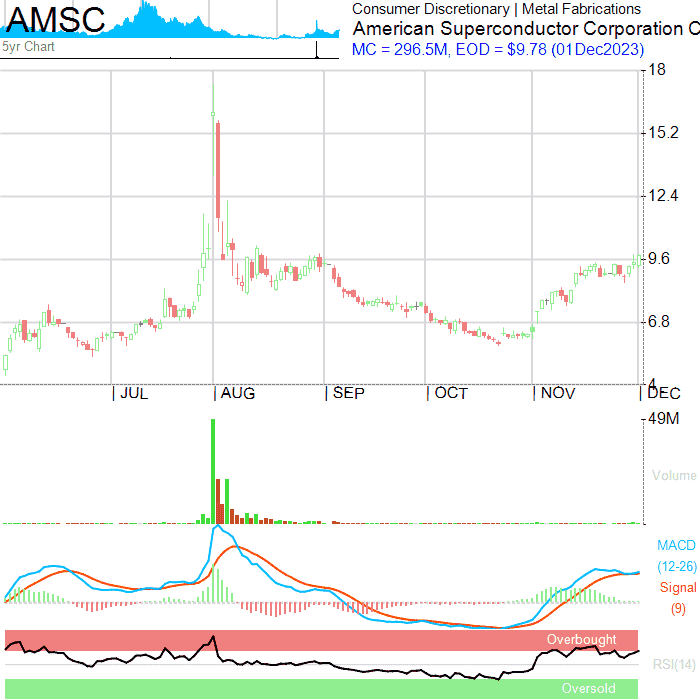 AMSC
5yr Chart
Consumer Discretionary | Metal Fabrications
American Superconductor Corporation C
MC = 296.5M, EOD = $9.78 (01Dec2023)
18
15.2
12.4
9.6
6.8
4
| JUL
| AUG
| SEP
| OCT
| NOV
| DEC
49M
Volume
MACD
(12-26)
Signal
(9)
Overbought
RSI(14)
Oversold